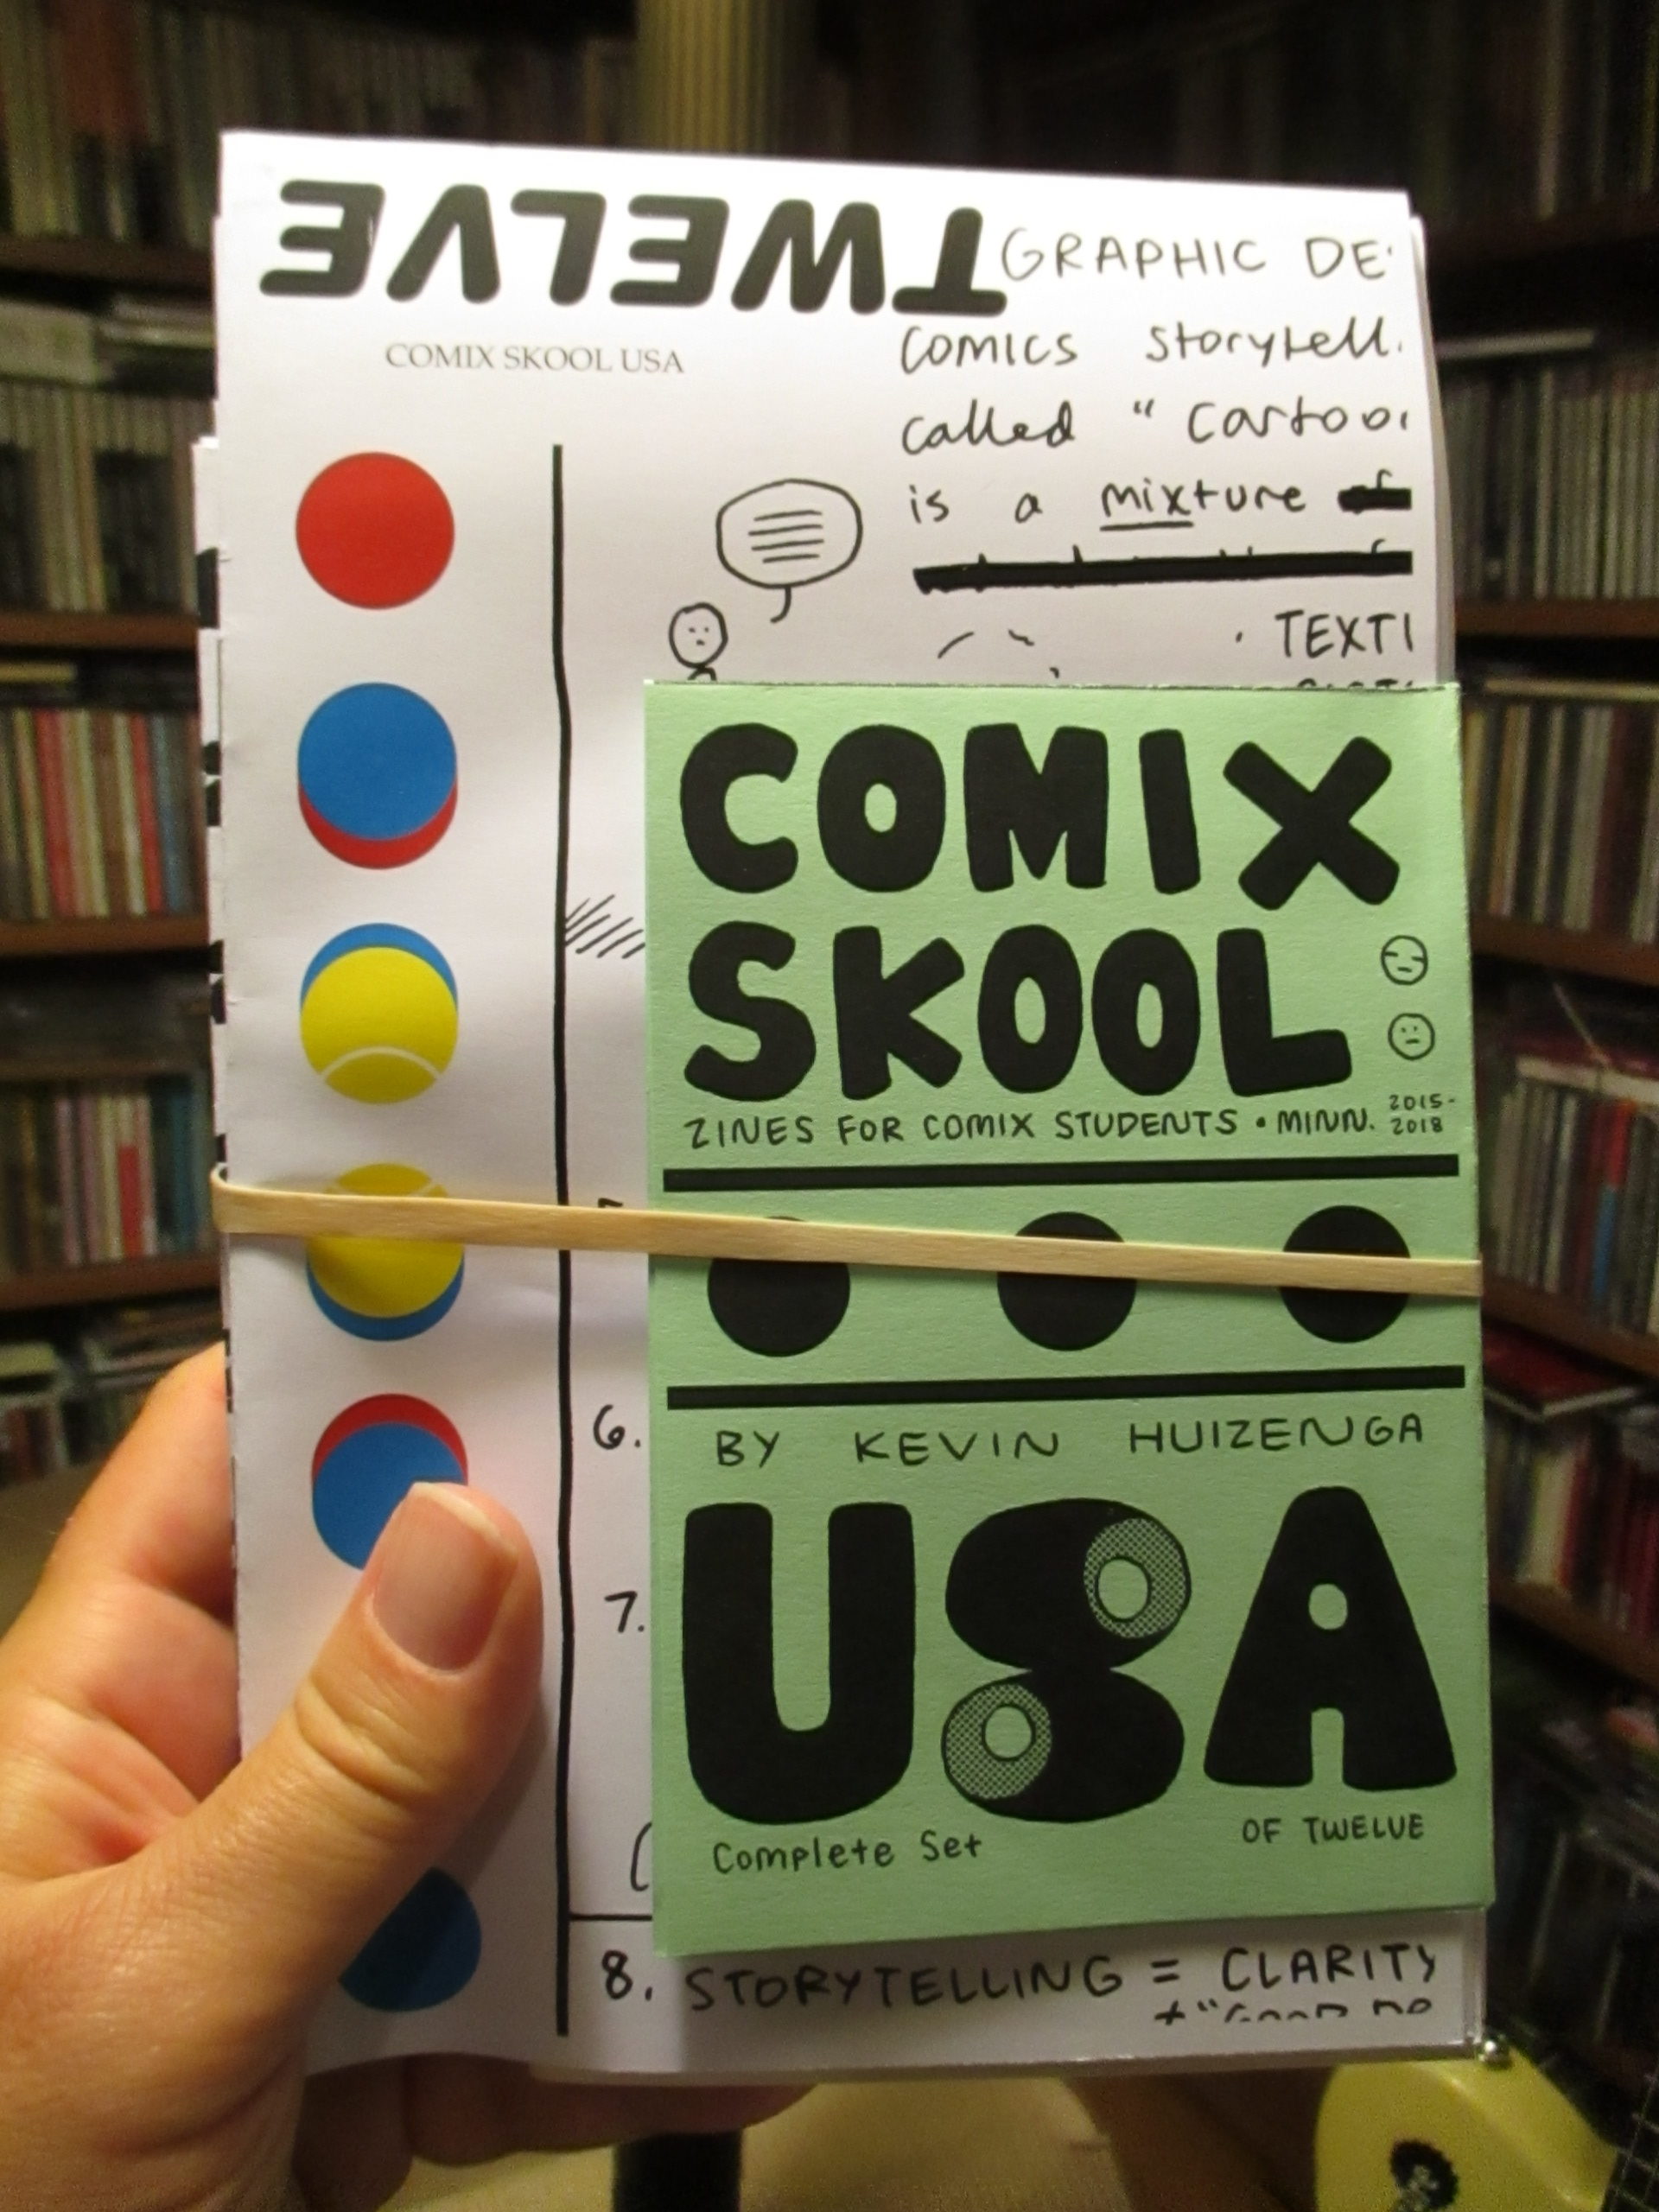 TWELVE
COMIX SKOOL USA
GRAPHIC DE
COMICS Storytell
called "Cartoo
is a mixture
TEXTI
COMIX
SKOOL
ZINES FOR COMIX STUDENTS • MINN. 2015-
2018
BY KEVIN HUIZENGA
USA
Complete Set
OF TWELVE
6.
7.
8. STORYTELLING = CLARITY